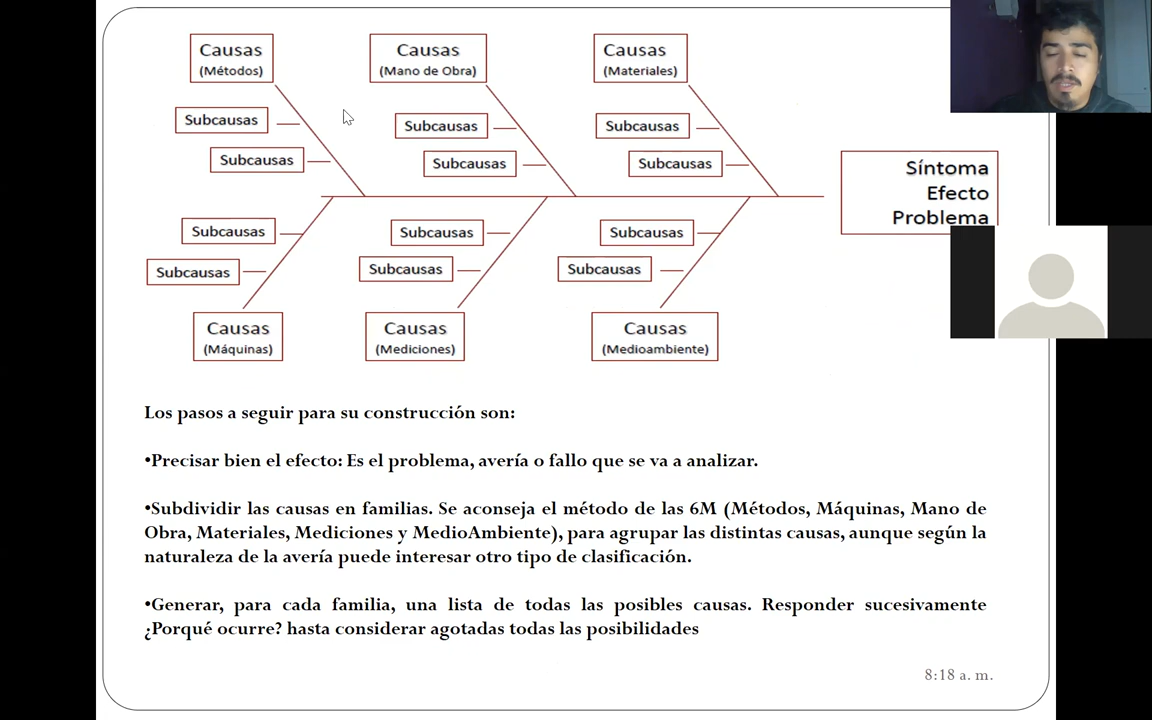 Causas
(Métodos)
Causas
(Mano de Obra)
Causas
(Materiales)
Subcausas
Subcausas
Subcausas
Subcausas
Subcausas
Subcausas
Síntoma
Efecto
Problema
Subcausas
Subcausas
Subcausas
Subcausas
Subcausas
Subcausas
Causas
(Máquinas)
Causas
(Mediciones)
Causas
(Medioambiente)
Los pasos a seguir para su construcción son:
•Precisar bien el efecto: Es el problema, avería o fallo que se va a analizar.
•Subdividir las causas en familias. Se aconseja el método de las 6M (Métodos, Máquinas, Mano de
Obra, Materiales, Mediciones y MedioAmbiente), para agrupar las distintas causas, aunque según la
naturaleza de la avería puede interesar otro tipo de clasificación.
•Generar, para cada familia, una lista de todas las posibles causas. Responder sucesivamente
¿Porqué ocurre? hasta considerar agotadas todas las posibilidades
8:18 a. m.